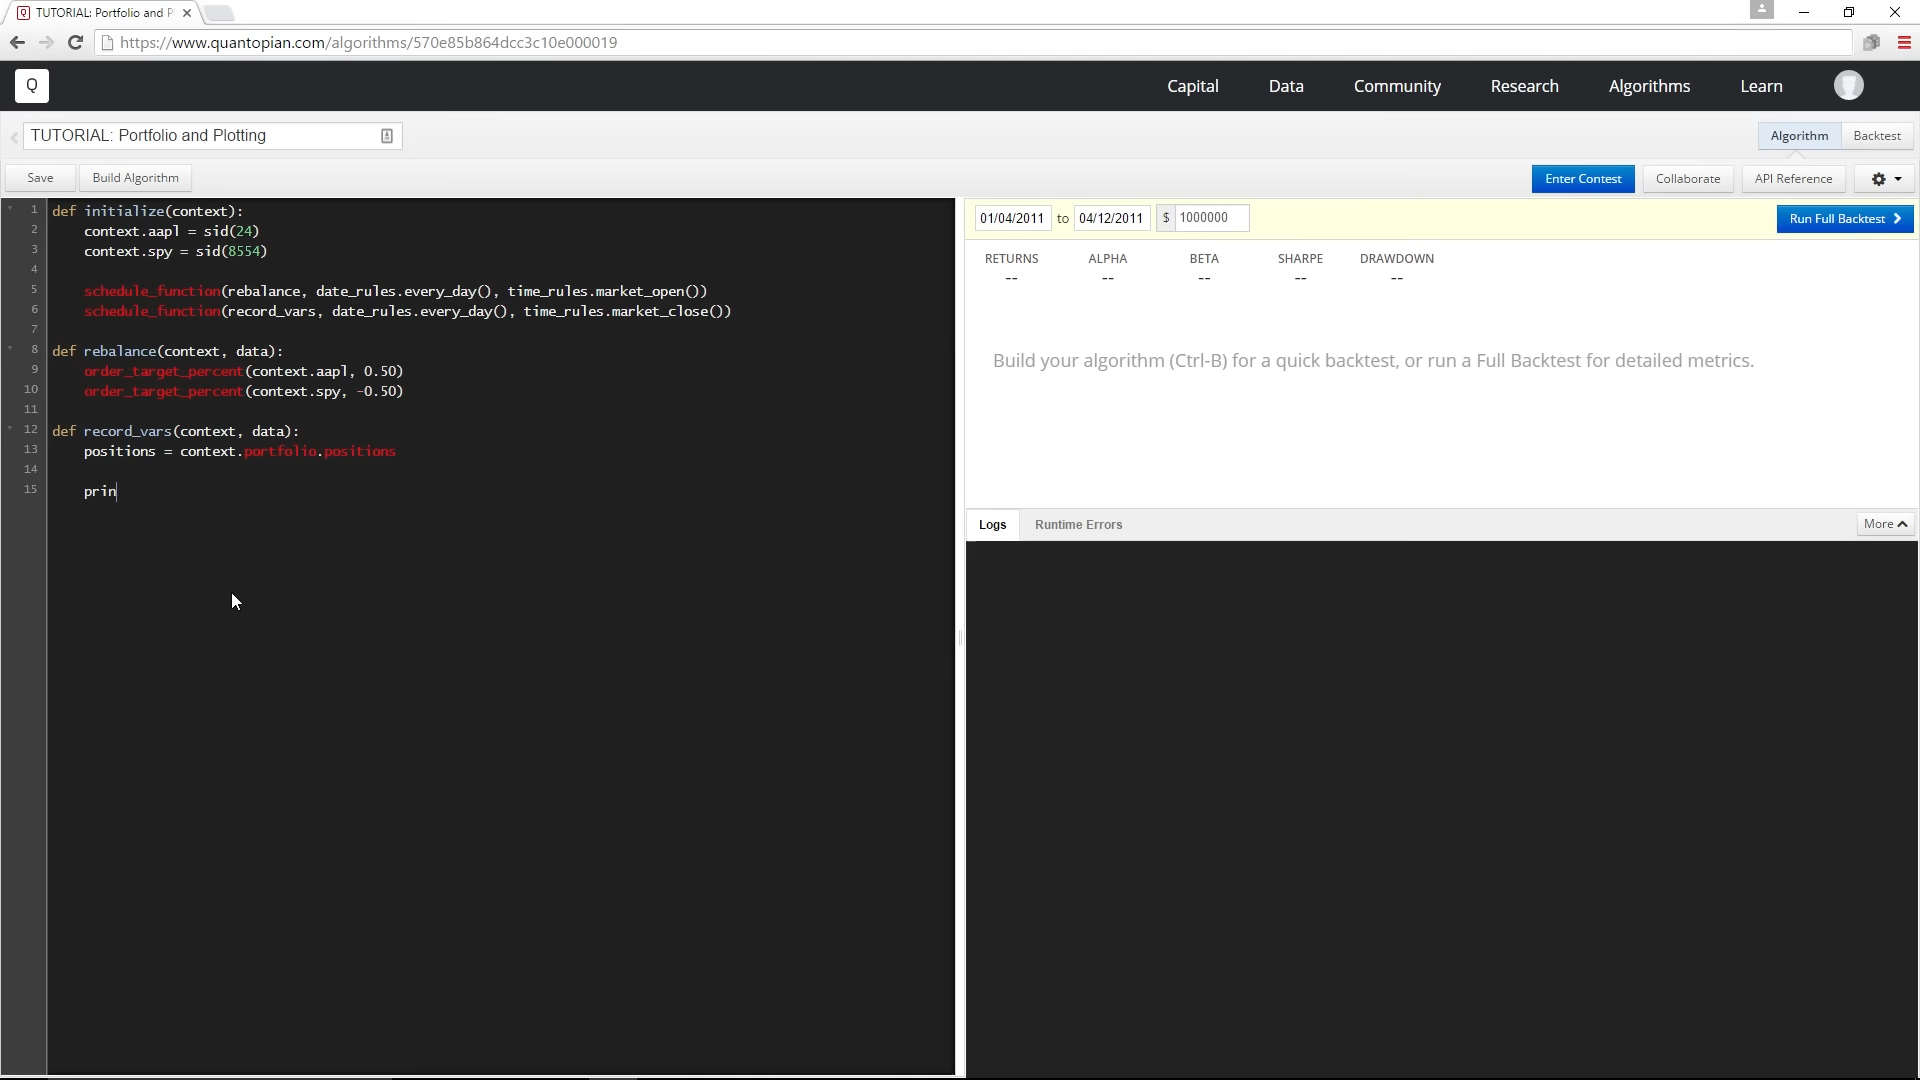 TUTORIAL: Portfolio and P
https://www.quantopian.com/algorithms/570e85b864dcc3c10e000019
Q Capital Data Community Research Algorithms Learn
TUTORIAL: Portfolio and Plotting Algorithm Backtest
Save Build Algorithm Enter Contest Collaborate API Reference
1 def initialize(context):
2 context.aapl = sid(24)
3 context.spy = sid(8554)
4
5 schedule_function(rebalance, date_rules.every_day(), time_rules.market_open())
6 schedule_function(record_vars, date_rules.every_day(), time_rules.market_close())
7
8 def rebalance(context, data):
9 order_target_percent(context.aapl, 0.50)
10 order_target_percent(context.spy, -0.50)
11
12 def record_vars(context, data):
13 positions = context.portfolio.positions
14
15 prin
01/04/2011 to 04/12/2011 $ 1000000 Run Full Backtest
RETURNS ALPHA BETA SHARPE DRAWDOWN
-- -- -- -- --
Build your algorithm (Ctrl-B) for a quick backtest, or run a Full Backtest for detailed metrics.
Logs Runtime Errors More